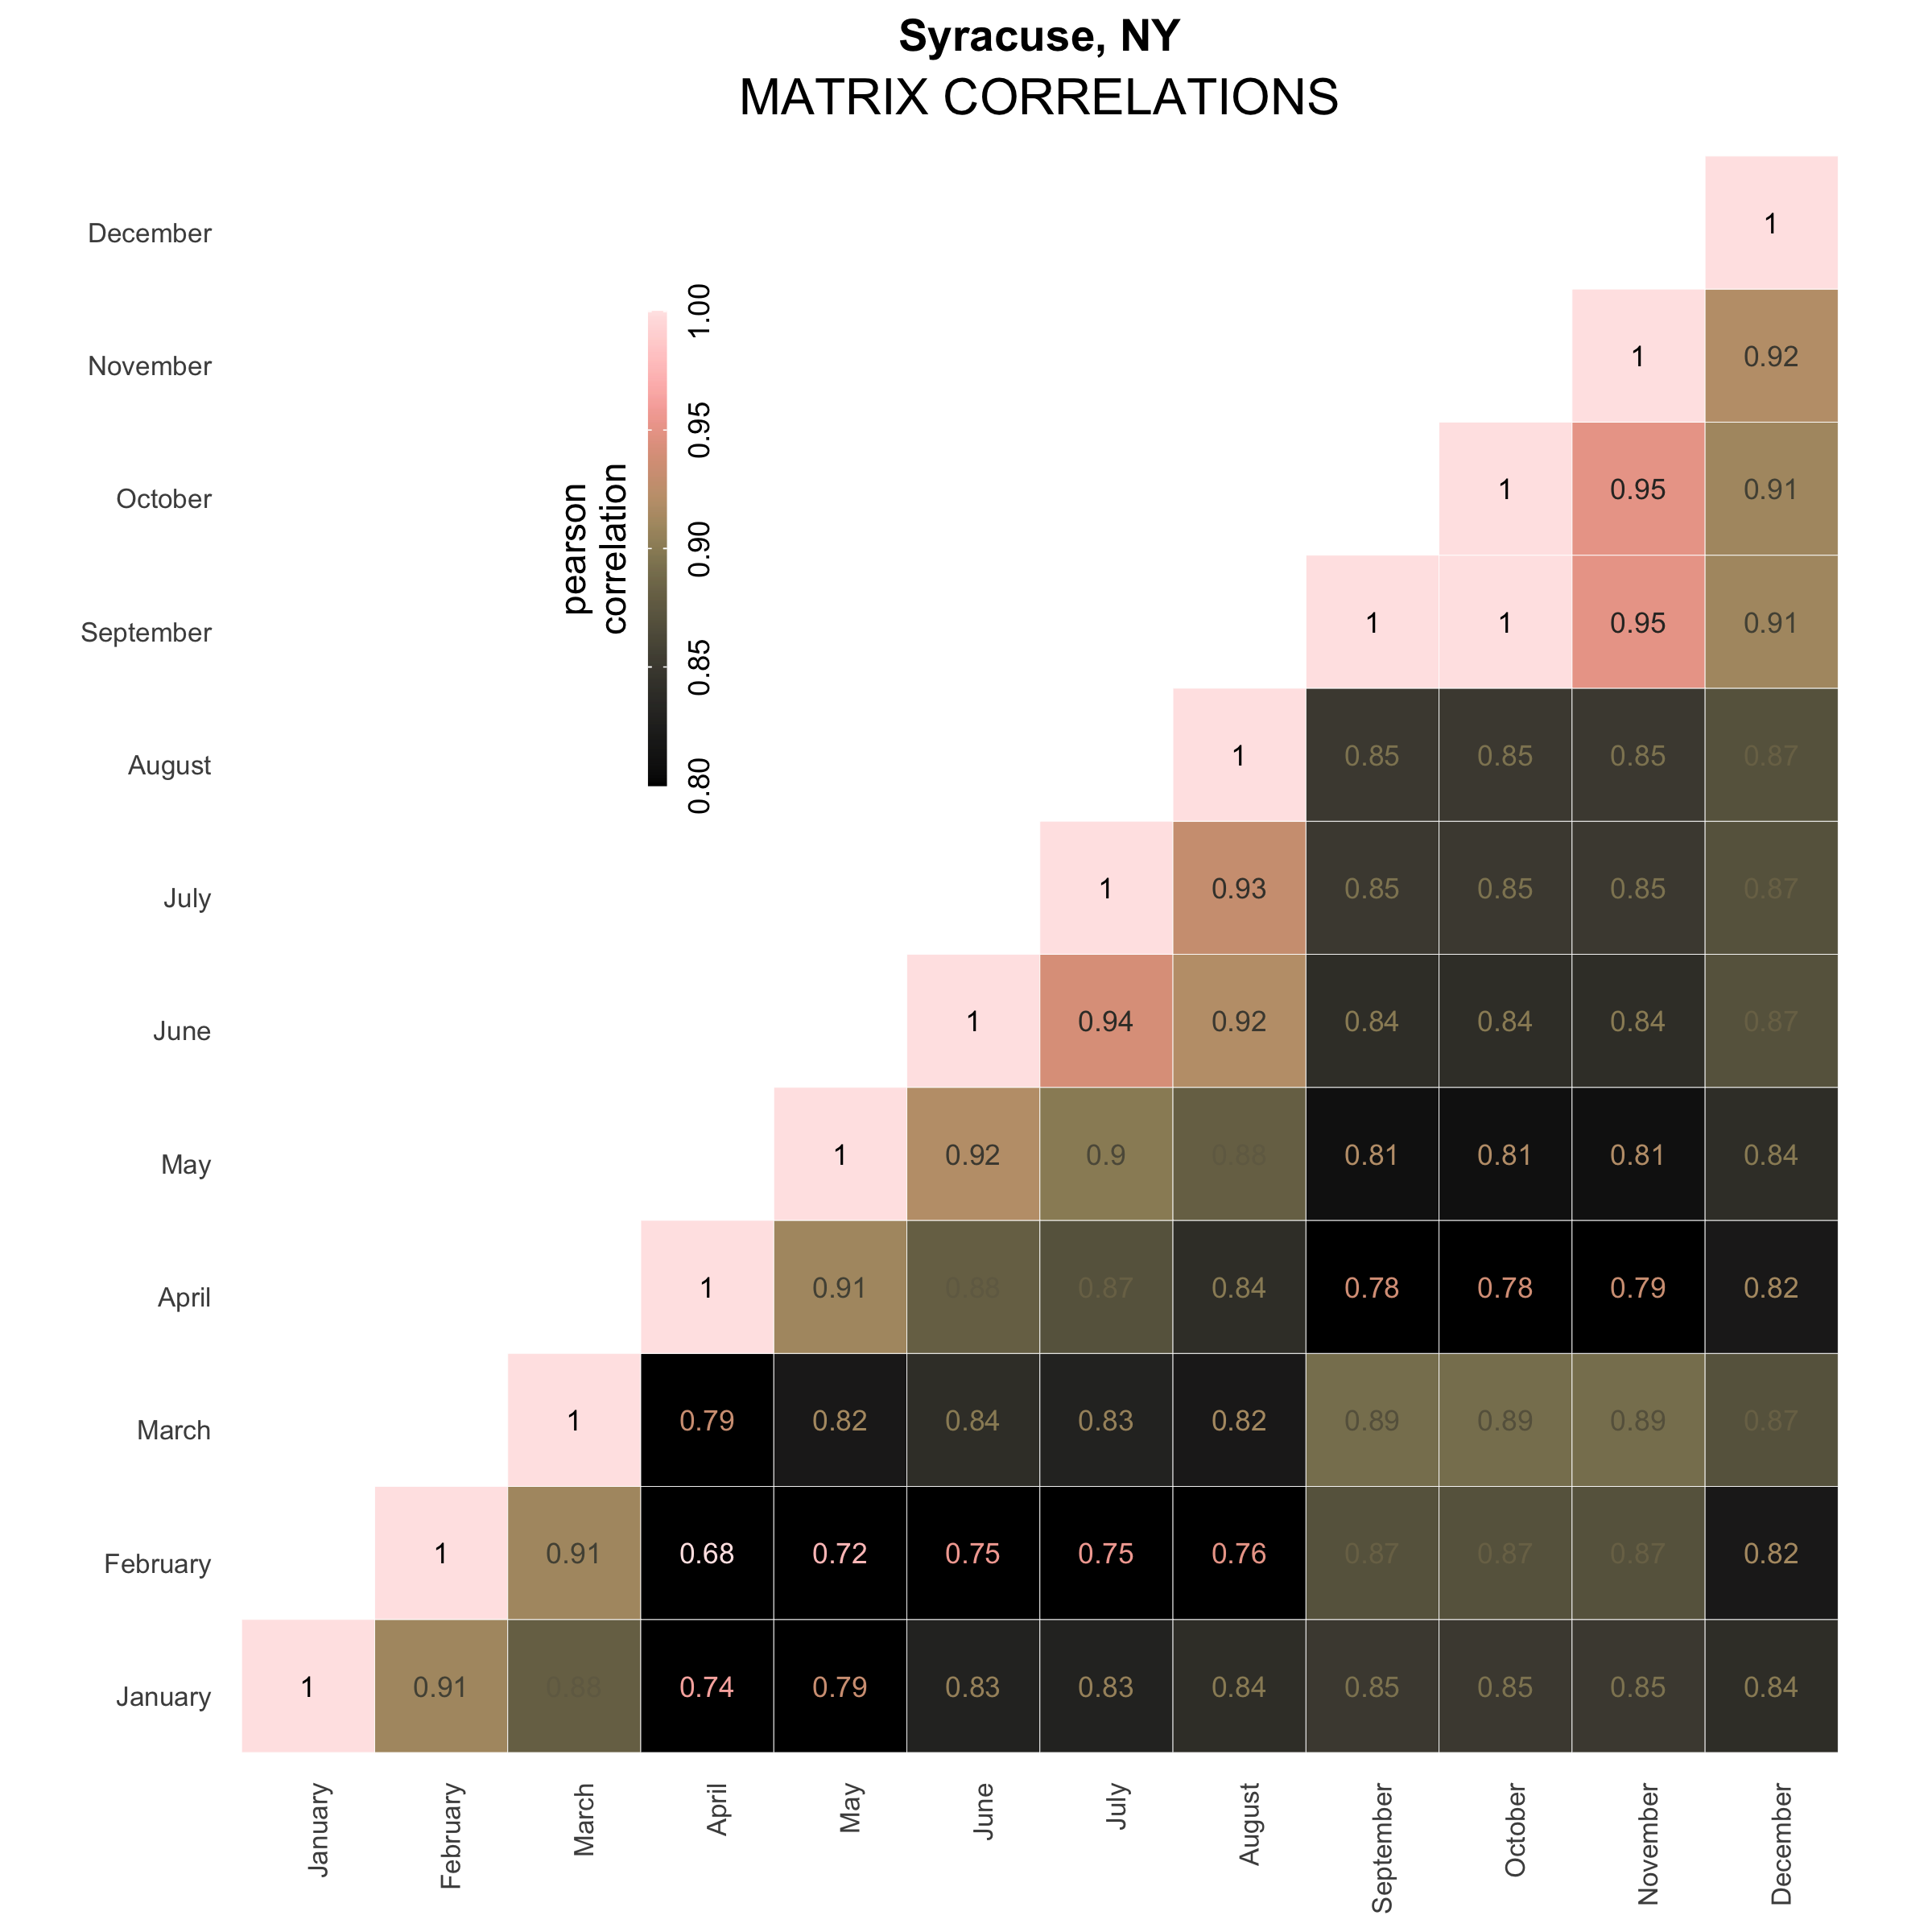 Syracuse, NY
MATRIX CORRELATIONS
December 1
November 1 0.92
October 1 0.95 0.91
September 1 1 0.95 0.91
August 1 0.85 0.85 0.85 0.87
July 1 0.93 0.85 0.85 0.85 0.87
June 1 0.94 0.92 0.84 0.84 0.84 0.87
May 1 0.92 0.9 0.88 0.81 0.81 0.81 0.84
April 1 0.91 0.88 0.87 0.84 0.78 0.78 0.79 0.82
March 1 0.79 0.82 0.84 0.83 0.82 0.89 0.89 0.89 0.87
February 1 0.91 0.68 0.72 0.75 0.75 0.76 0.87 0.87 0.87 0.82
January 1 0.91 0.88 0.74 0.79 0.83 0.83 0.84 0.85 0.85 0.85 0.84
January February March April May June July August September October November December
pearson
correlation
0.80 0.85 0.90 0.95 1.00